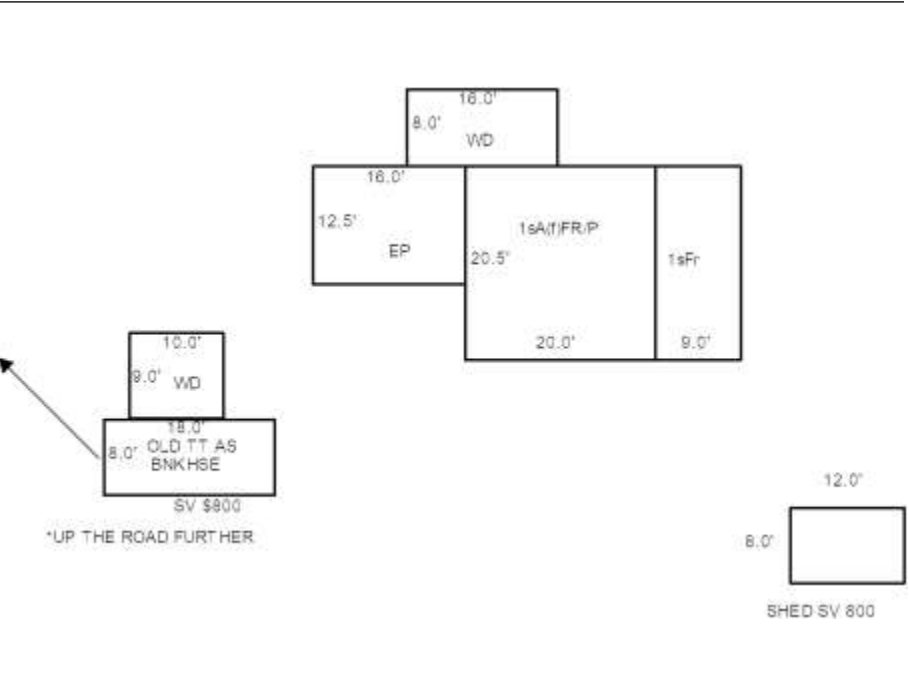 16.0'
8.0'
WD
16.0'
12.5'
EP
1sA(f)FR/P
20.5'
1sFr
20.0'
9.0'
10.0'
9.0'
WD
18.0'
8.0'
OLD TT AS
BNKHSE
SV $800
*UP THE ROAD FURTHER
12.0'
8.0'
SHED SV 800